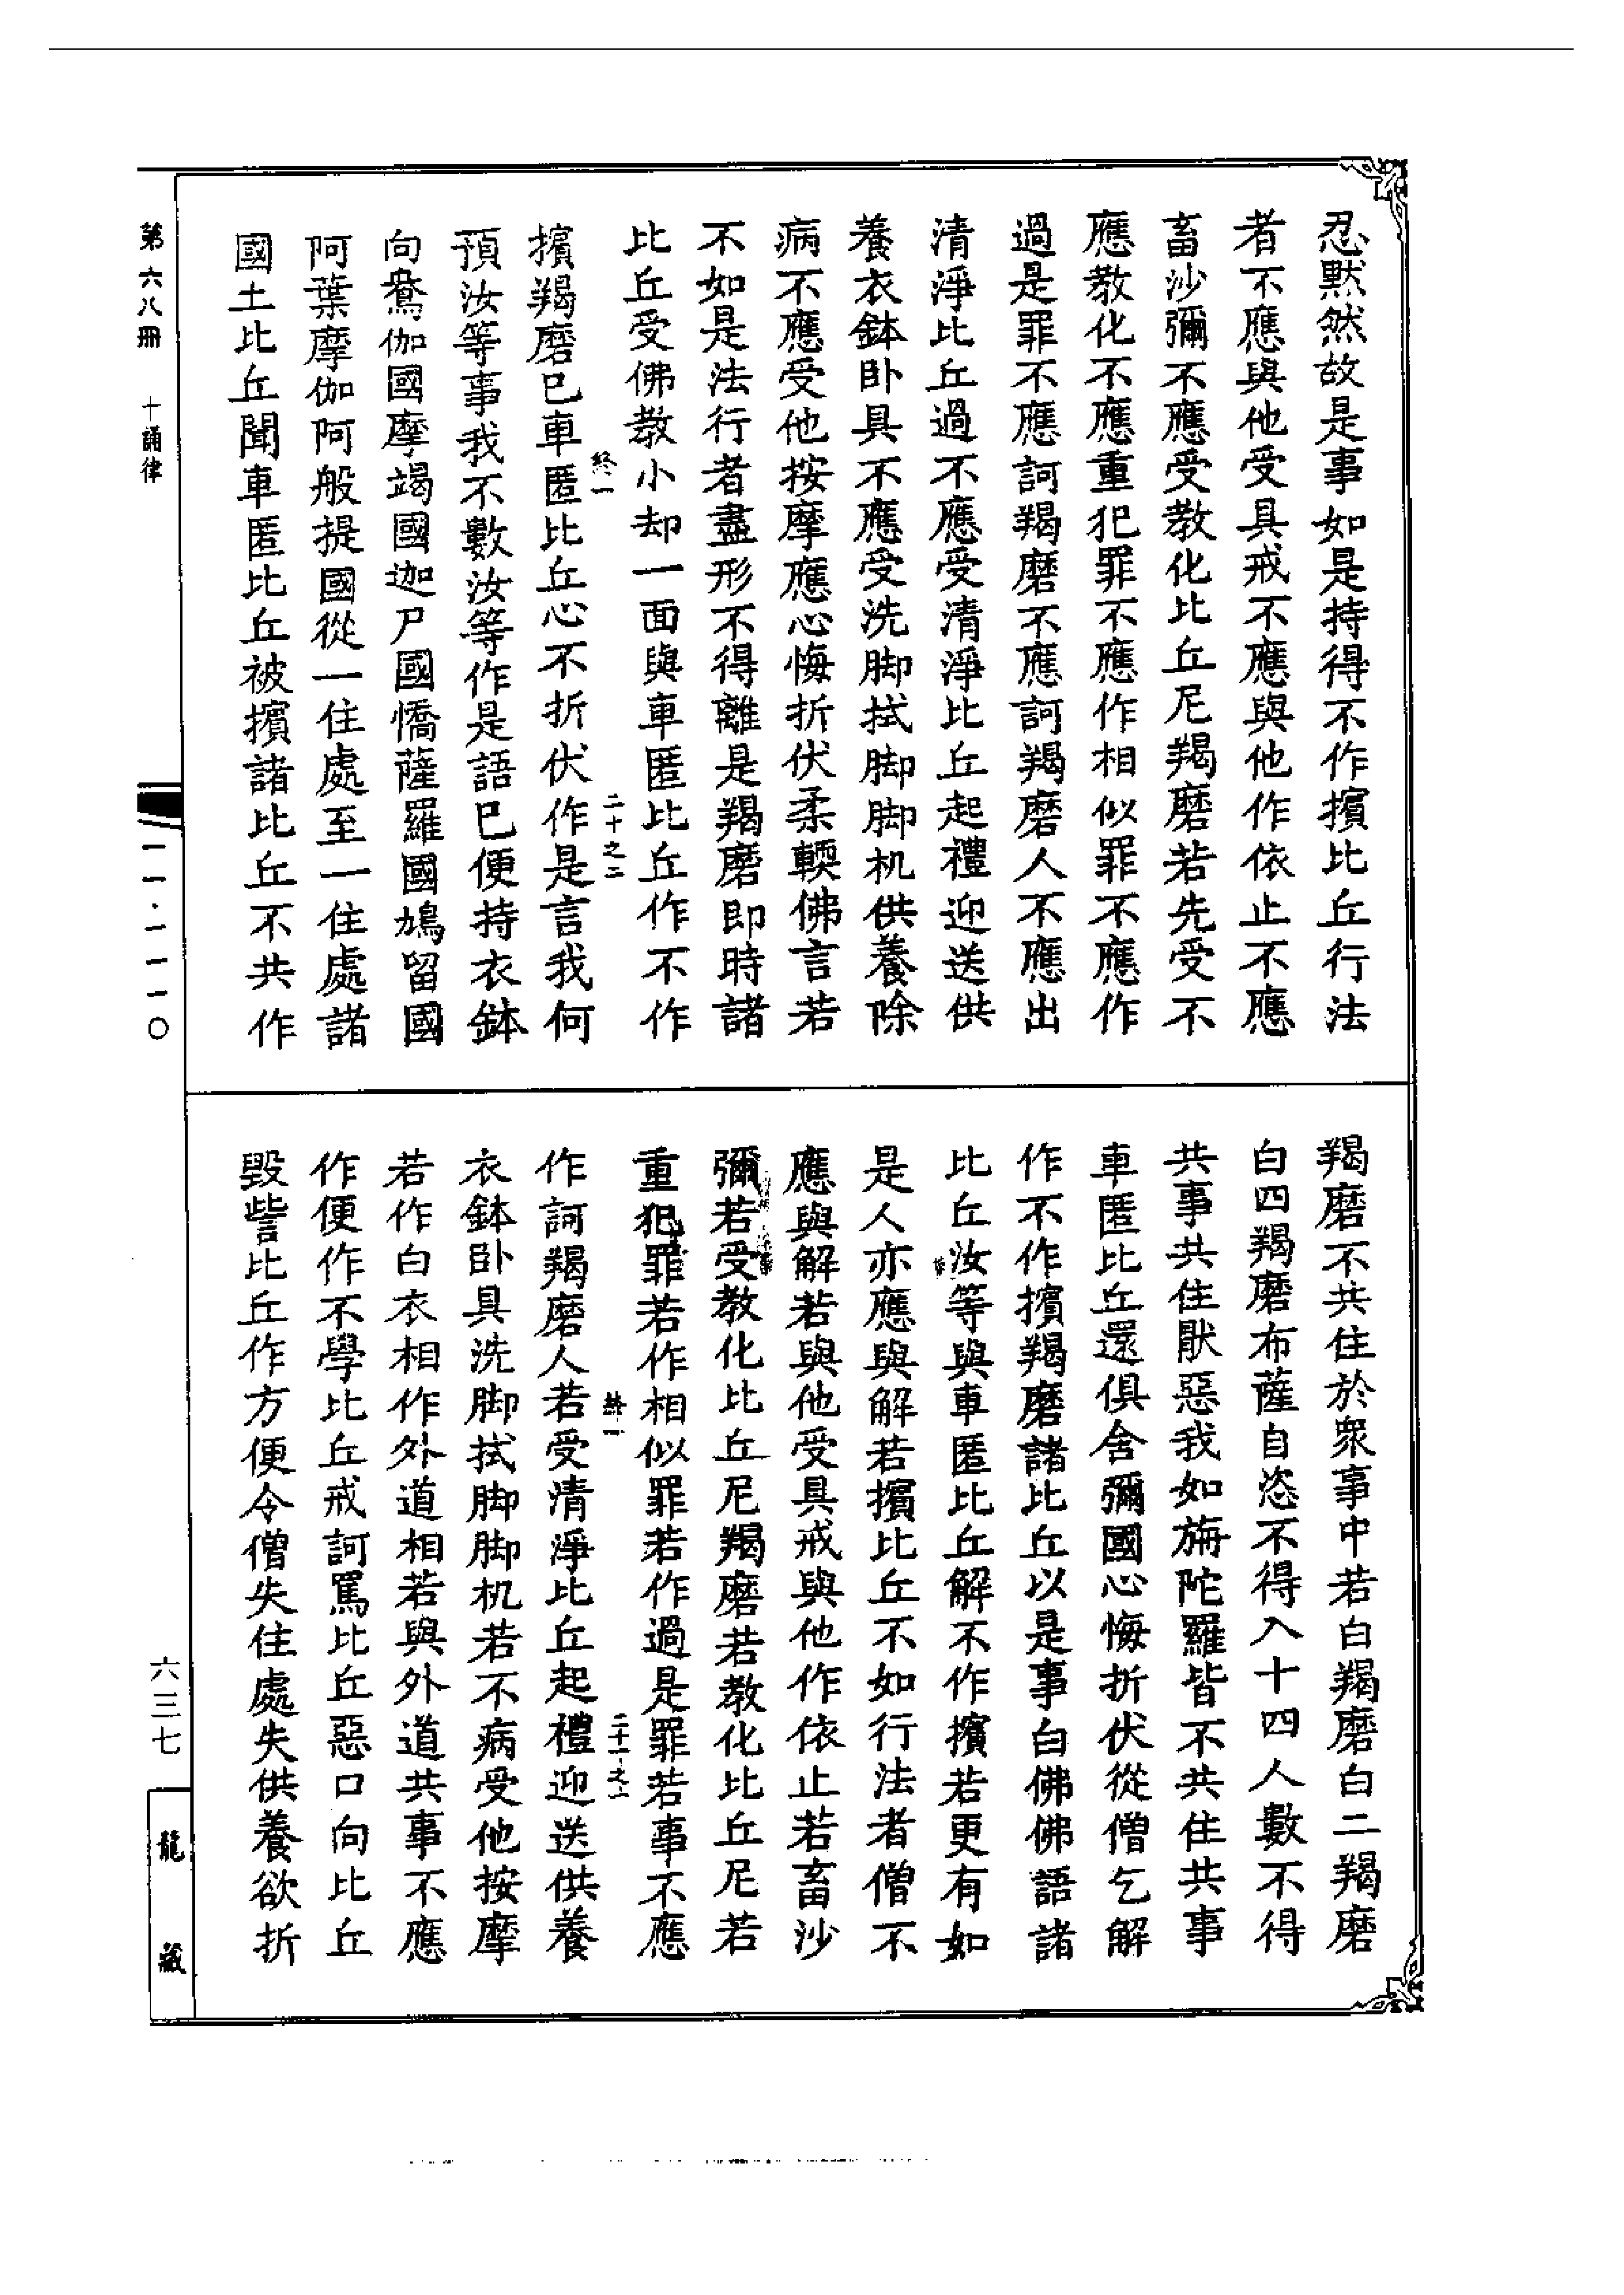 忍默然故是事如是持得不作擯比丘行法
者不應與他受具戒不應與他作依止不應
畜沙彌不應受教化比丘尼羯磨若先受不
應教化不應重犯罪不應作相似罪不應作
過是罪不應訶羯磨不應訶羯磨人不應出
清淨比丘過不應受清淨比丘起禮迎送供
養衣鉢卧具不應受洗脚拭脚脚机供養除
病不應受他按摩應心悔折伏柔輭佛言若
不如是法行者盡形不得離是羯磨即時諸
比丘受佛教小却一面與車匿比丘作不作
終一
二十之二
擯羯磨已車匿比丘心不折伏作是言我何
預汝等事我不數汝等作是語已便持衣鉢
向鴦伽國摩竭國迦尸國憍薩羅國鳩留國
阿葉摩伽阿般提國從一住處至一住處諸
國土比丘聞車匿比丘被擯諸比丘不共作
羯磨不共住於衆事中若白羯磨白二羯磨
白四羯磨布薩自恣不得入十四人數不得
共事共住猒惡我如旃陀羅皆不共住共事
車匿比丘還俱舍彌國心悔折伏從僧乞解
作不作擯羯磨諸比丘以是事白佛佛語諸
比丘汝等與車匿比丘解不作擯若更有如
是人亦應與解若擯比丘不如行法者僧不
應與解若與他受具戒與他作依止若畜沙
彌若受教化比丘尼羯磨若教化比丘尼若
重犯罪若作相似罪若作過是罪若事不應
作訶羯磨人若受清淨比丘起禮迎送供養
衣鉢卧具洗脚拭脚脚机若不病受他按摩
若作白衣相作外道相若與外道共事不應
作便作不學比丘戒訶罵比丘惡口向比丘
毀訾比丘作方便令僧失住處失供養欲折
第六八冊 十誦律
一一·一一一〇
六三七
龍藏